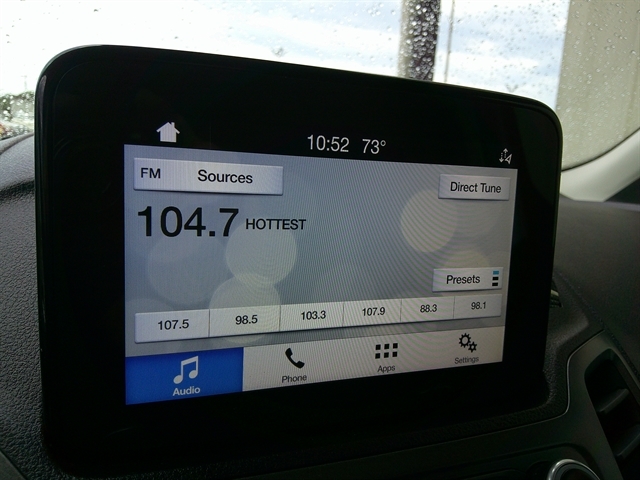 10:52 73°
FM Sources
Direct Tune
104.7 HOTTEST
Presets
107.5 98.5 103.3 107.9 88.3 98.1
Audio Phone Apps Settings